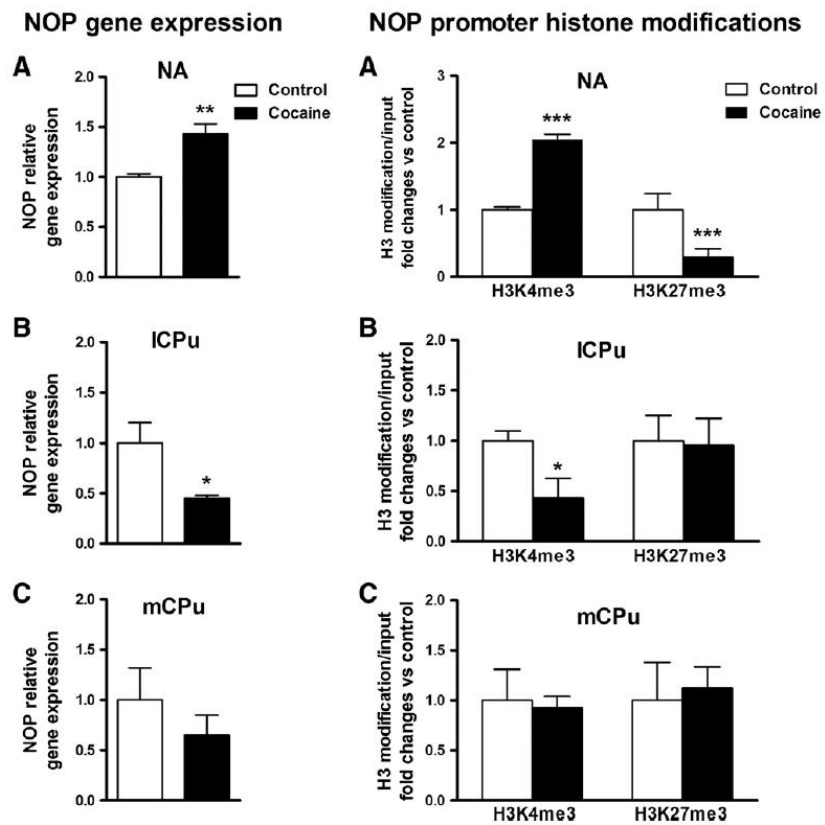 NOP gene expression
NOP promoter histone modifications
A
NA
Control
Cocaine
NOP relative
gene expression
2.0
1.5
1.0
0.5
0.0
**
A
NA
Control
Cocaine
H3 modification/input
fold changes vs control
3
2
1
0
***
***
H3K4me3
H3K27me3
B
lCPu
NOP relative
gene expression
2.0
1.5
1.0
0.5
0.0
*
B
lCPu
H3 modification/input
fold changes vs control
2.0
1.5
1.0
0.5
0.0
*
H3K4me3
H3K27me3
C
mCPu
NOP relative
gene expression
2.0
1.5
1.0
0.5
0.0
C
mCPu
H3 modification/input
fold changes vs control
2.0
1.5
1.0
0.5
0.0
H3K4me3
H3K27me3